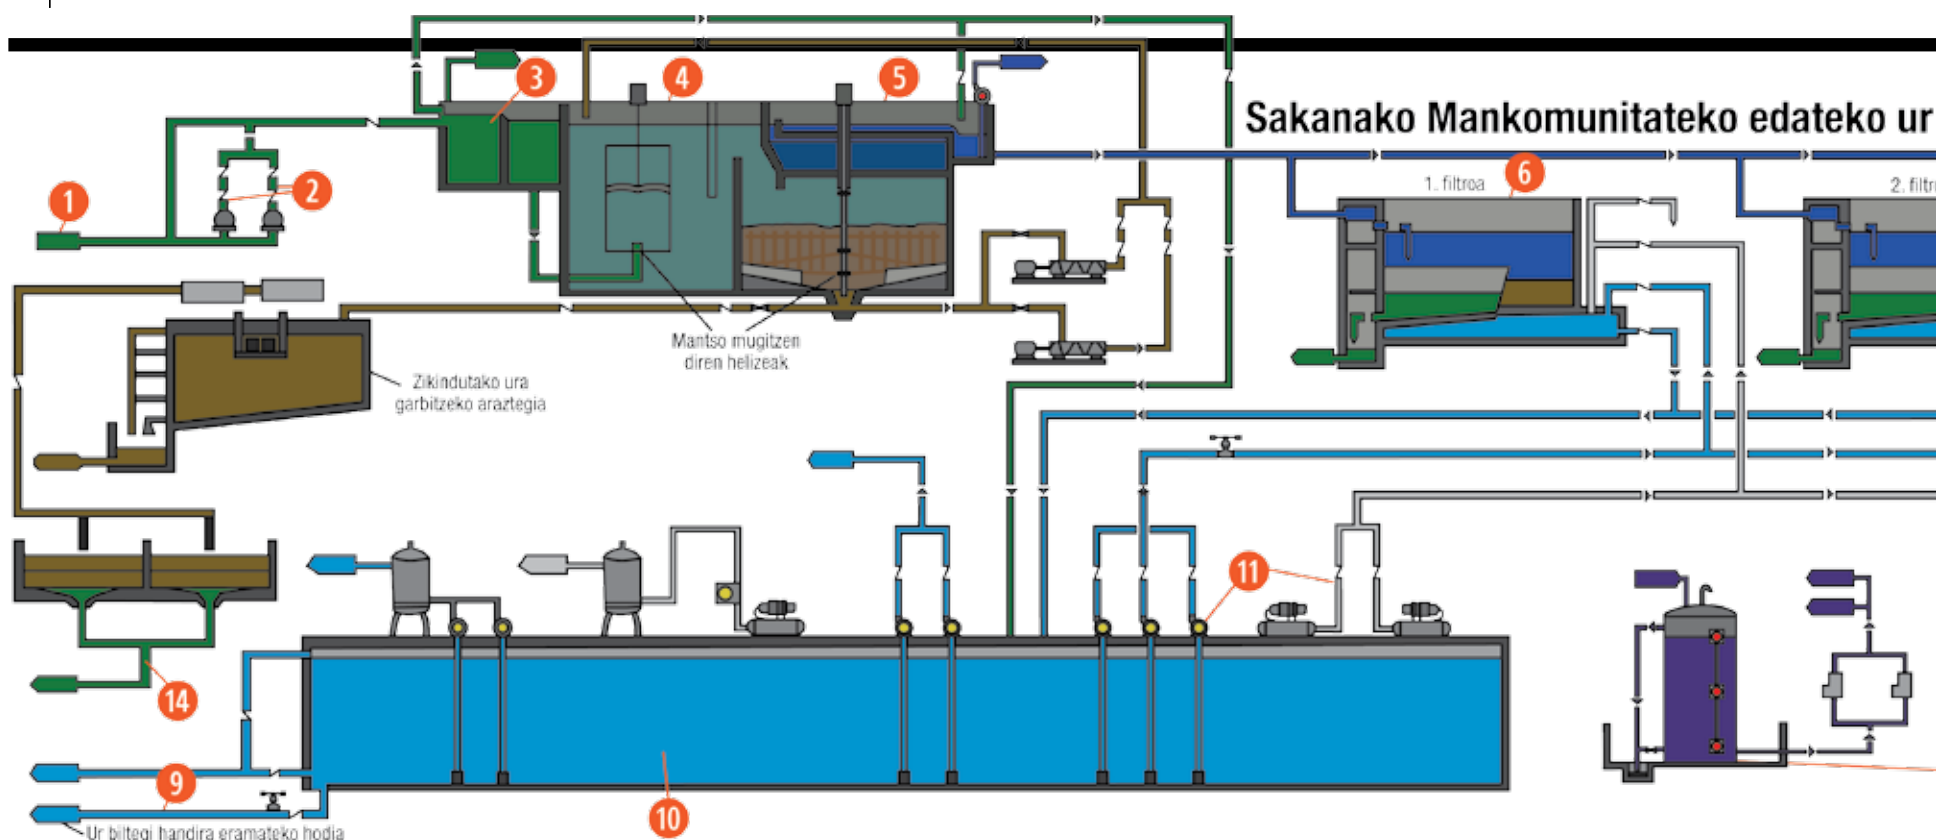 3
4
5
Sakanako Mankomunitateko edateko ur
1
2
1. filtroa
6
2. filtr
Mantso mugitzen
diren helizeak
Zikindutako ura
garbitzeko araztegia
11
14
9
10
Ur biltegi handira eramateko hodia